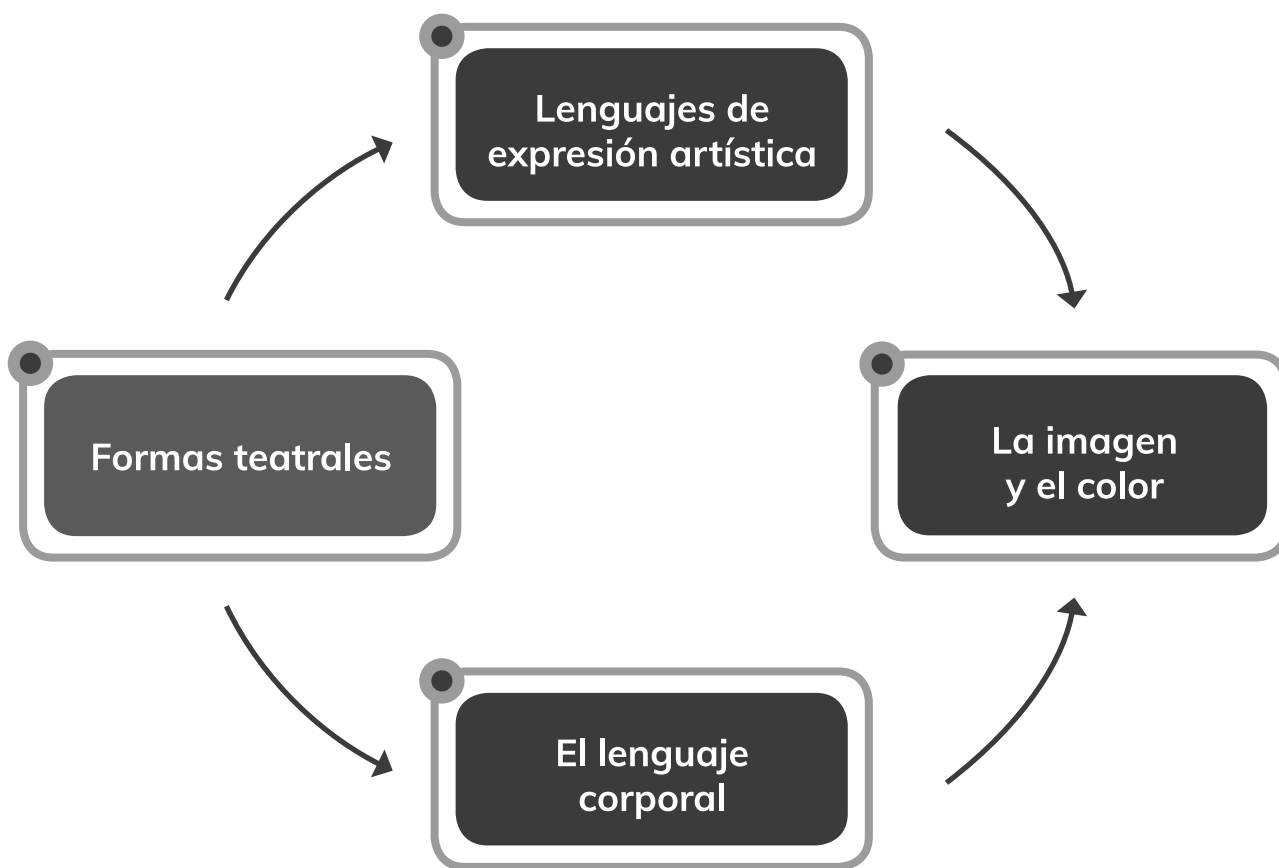 Lenguajes de
expresión artística
Formas teatrales
La imagen
y el color
El lenguaje
corporal